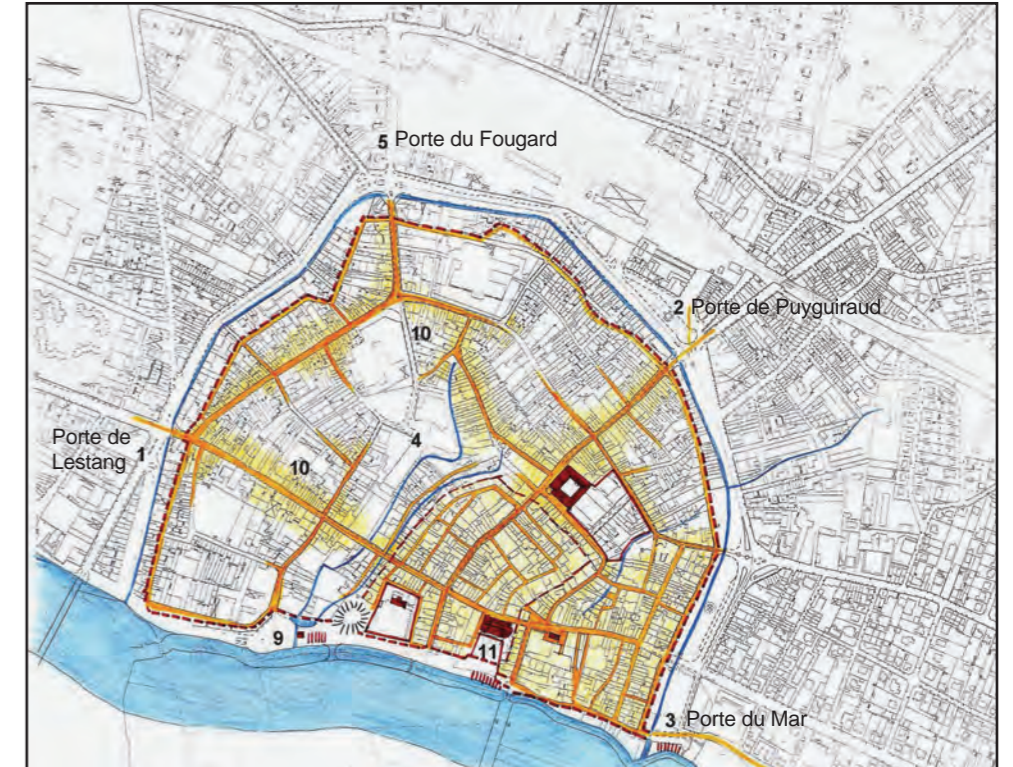 5 Porte du Fougard
2 Porte de Puyguiraud
10
Porte de
Lestang 1
4
10
9
11
3 Porte du Mar